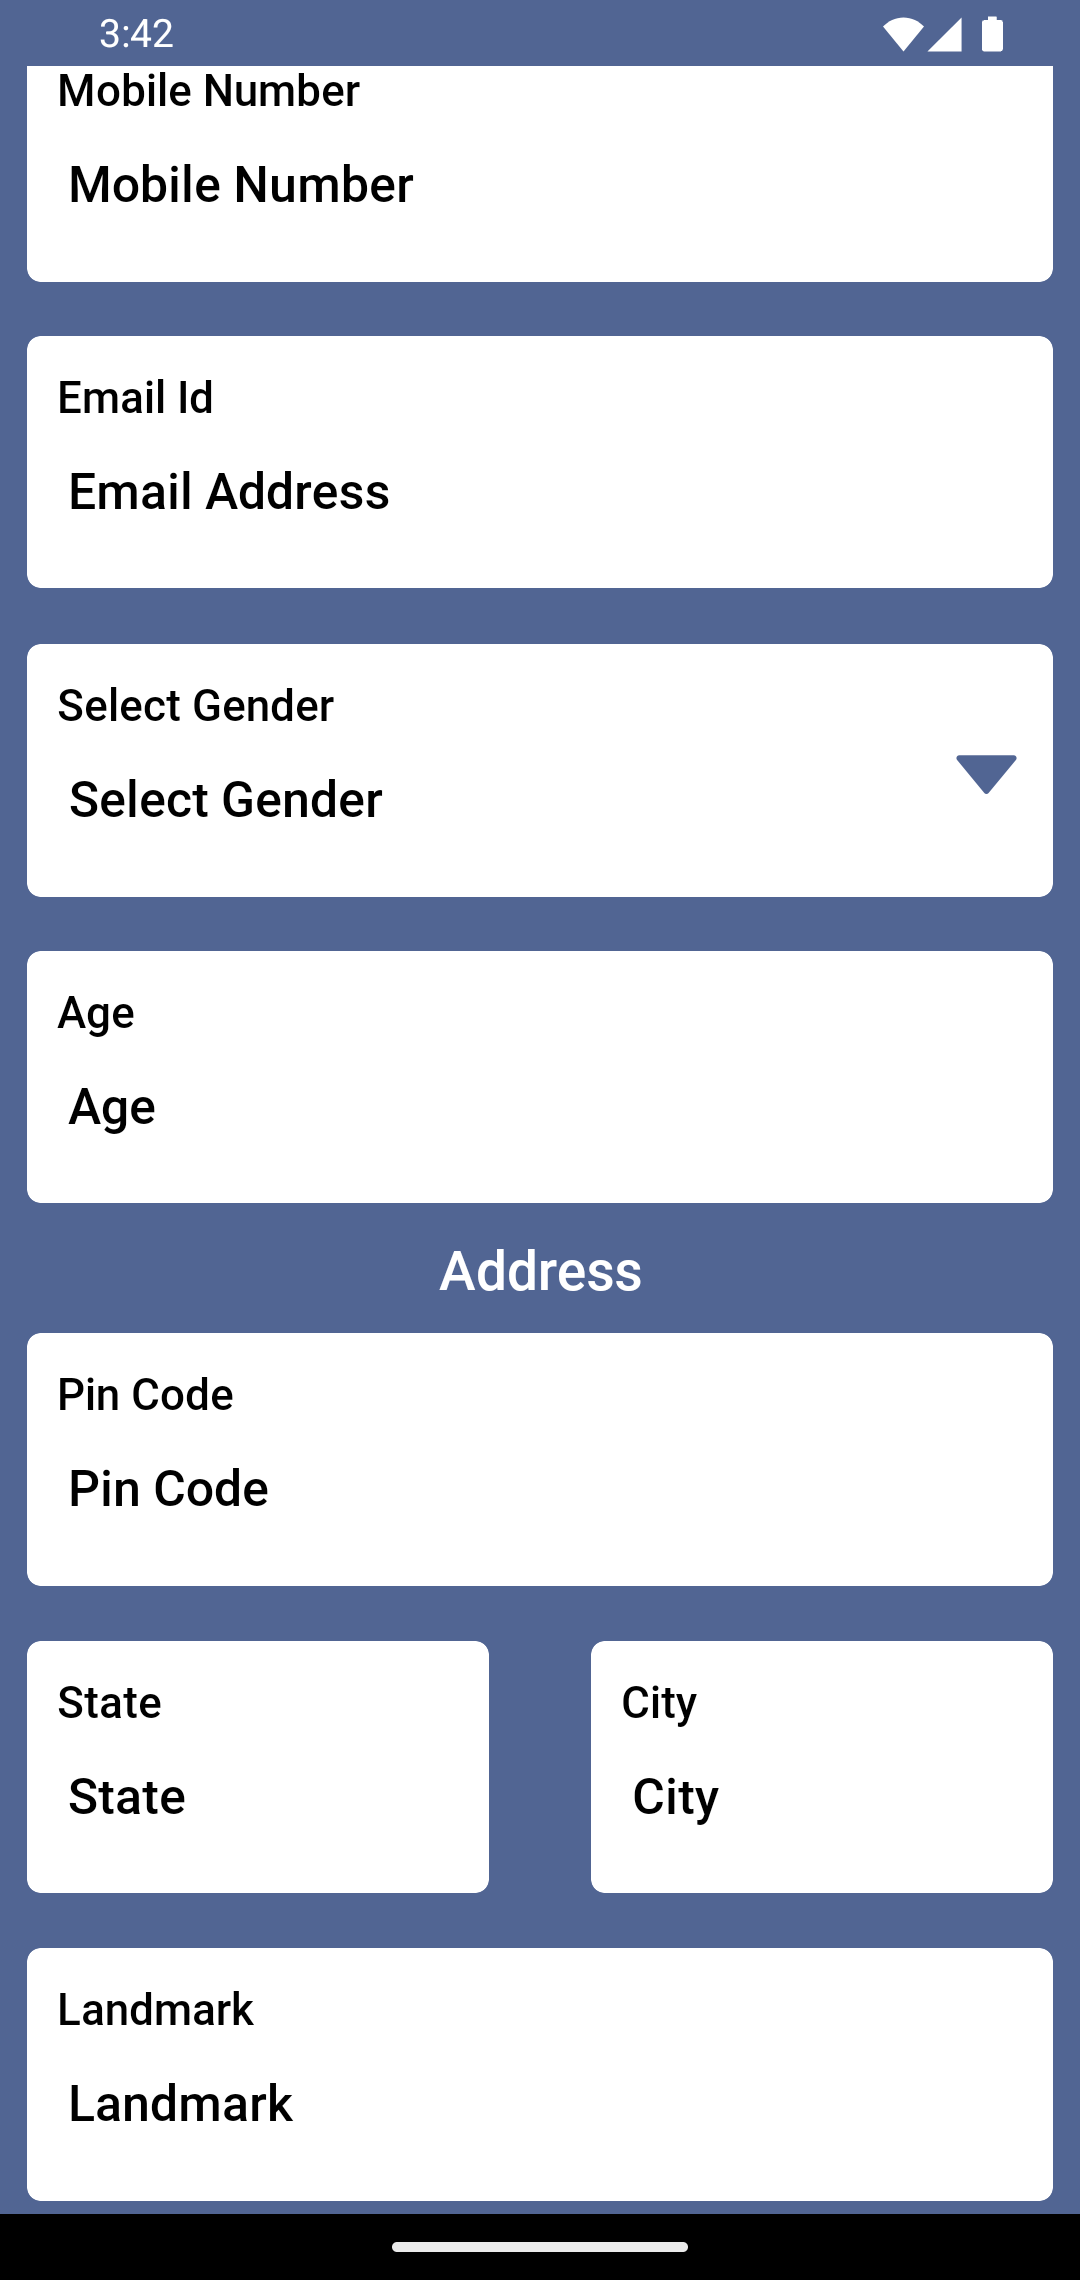 3:42
Mobile Number
Mobile Number
Email Id
Email Address
Select Gender
Select Gender
Age
Age
Address
Pin Code
Pin Code
State
State
City
City
Landmark
Landmark